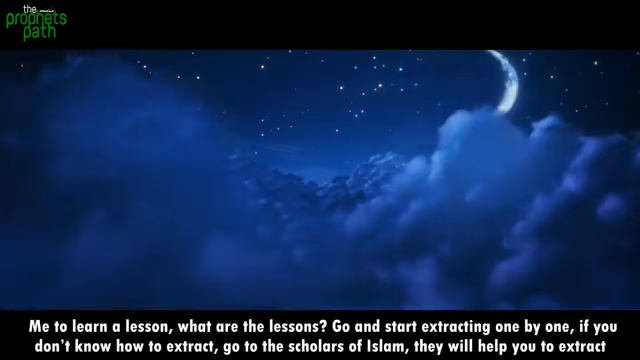 the
prophets
path
Me to learn a lesson, what are the lessons? Go and start extracting one by one, if you
don't know how to extract, go to the scholars of Islam, they will help you to extract